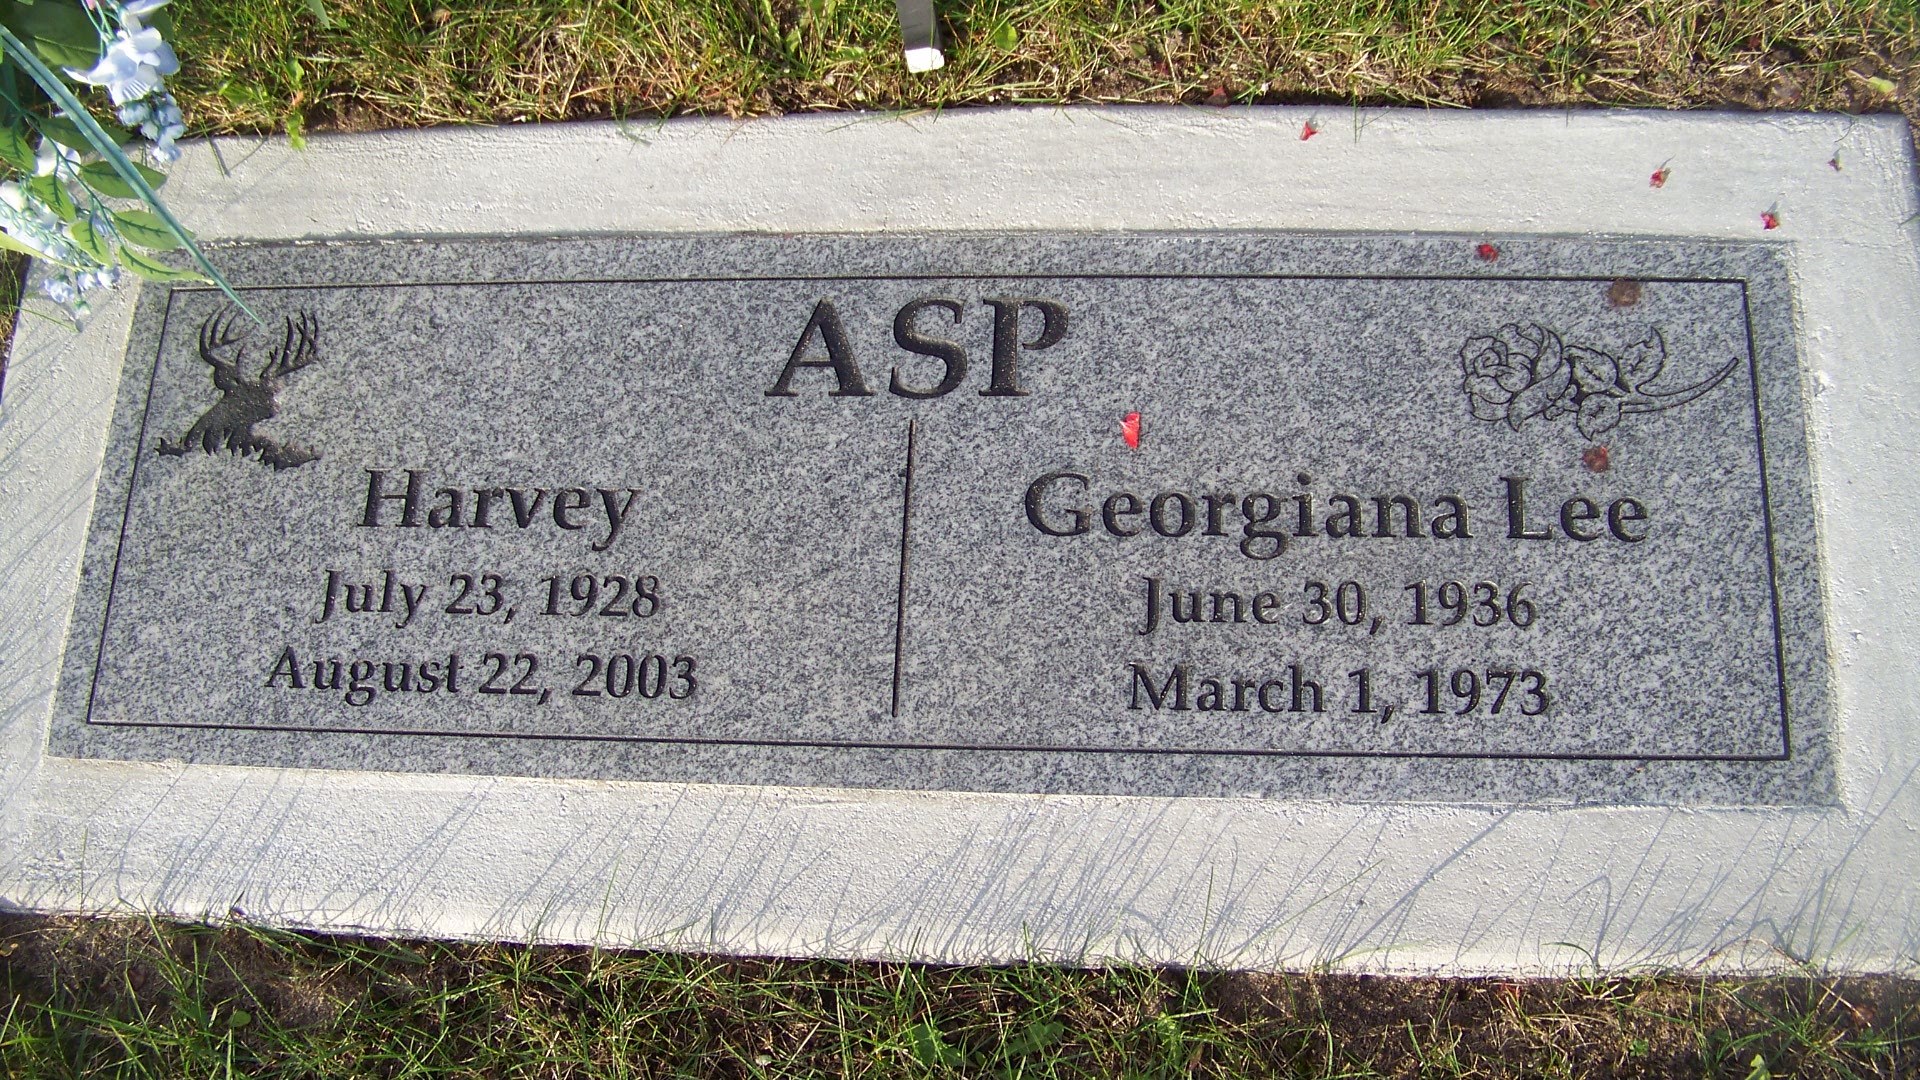 ASP
Harvey
July 23, 1928
August 22, 2003
Georgiana Lee
June 30, 1936
March 1, 1973